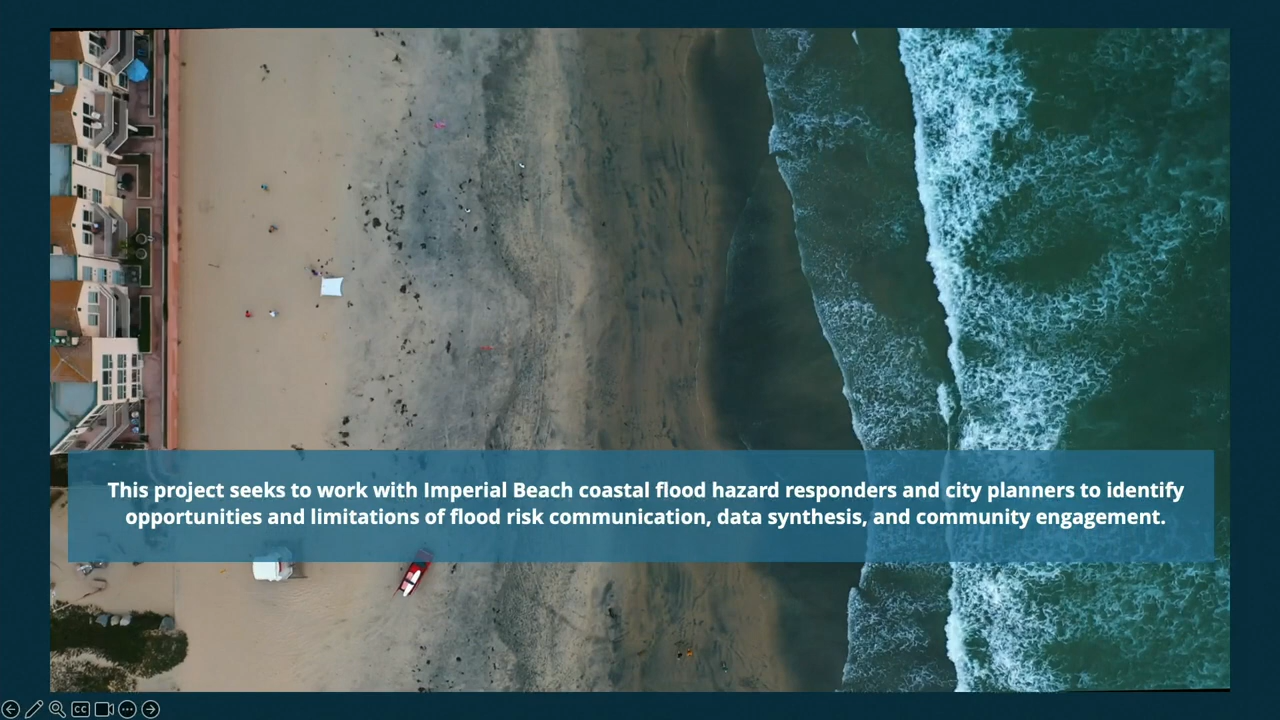 This project seeks to work with Imperial Beach coastal flood hazard responders and city planners to identify
opportunities and limitations of flood risk communication, data synthesis, and community engagement.
CC